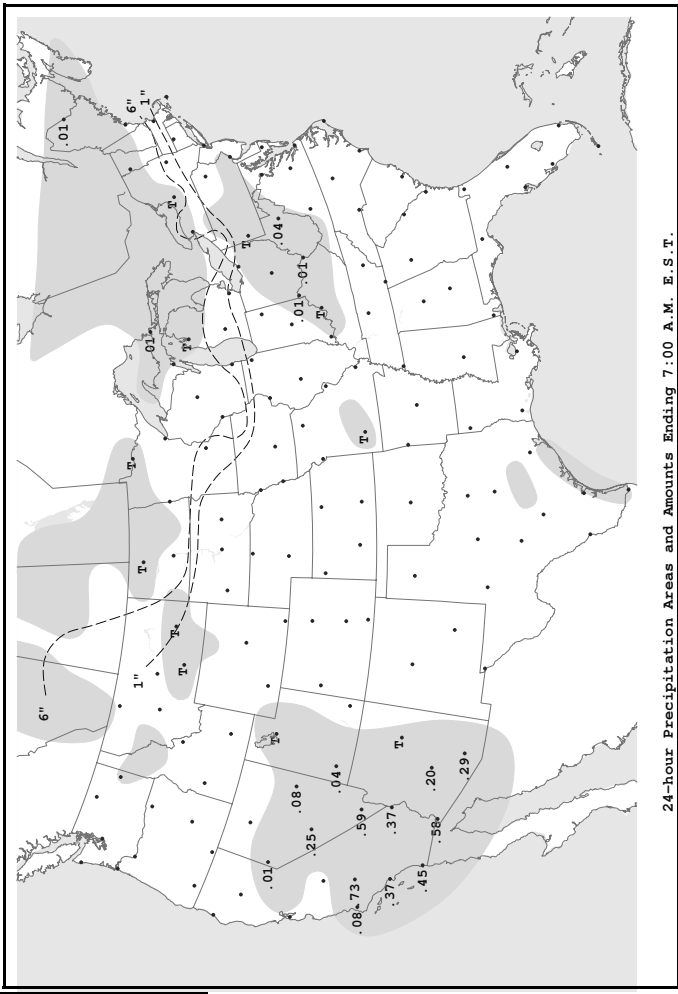 6"
.01
T
6"
1"
T
1"
.01
T
T
T
T
T
.01
T
.04
.08
.01
.01
.25
T
.04
.08 .73
.59
T
.37
.37
T
.45
.20
.58
.29
24-hour Precipitation Areas and Amounts Ending 7:00 A.M. E.S.T.